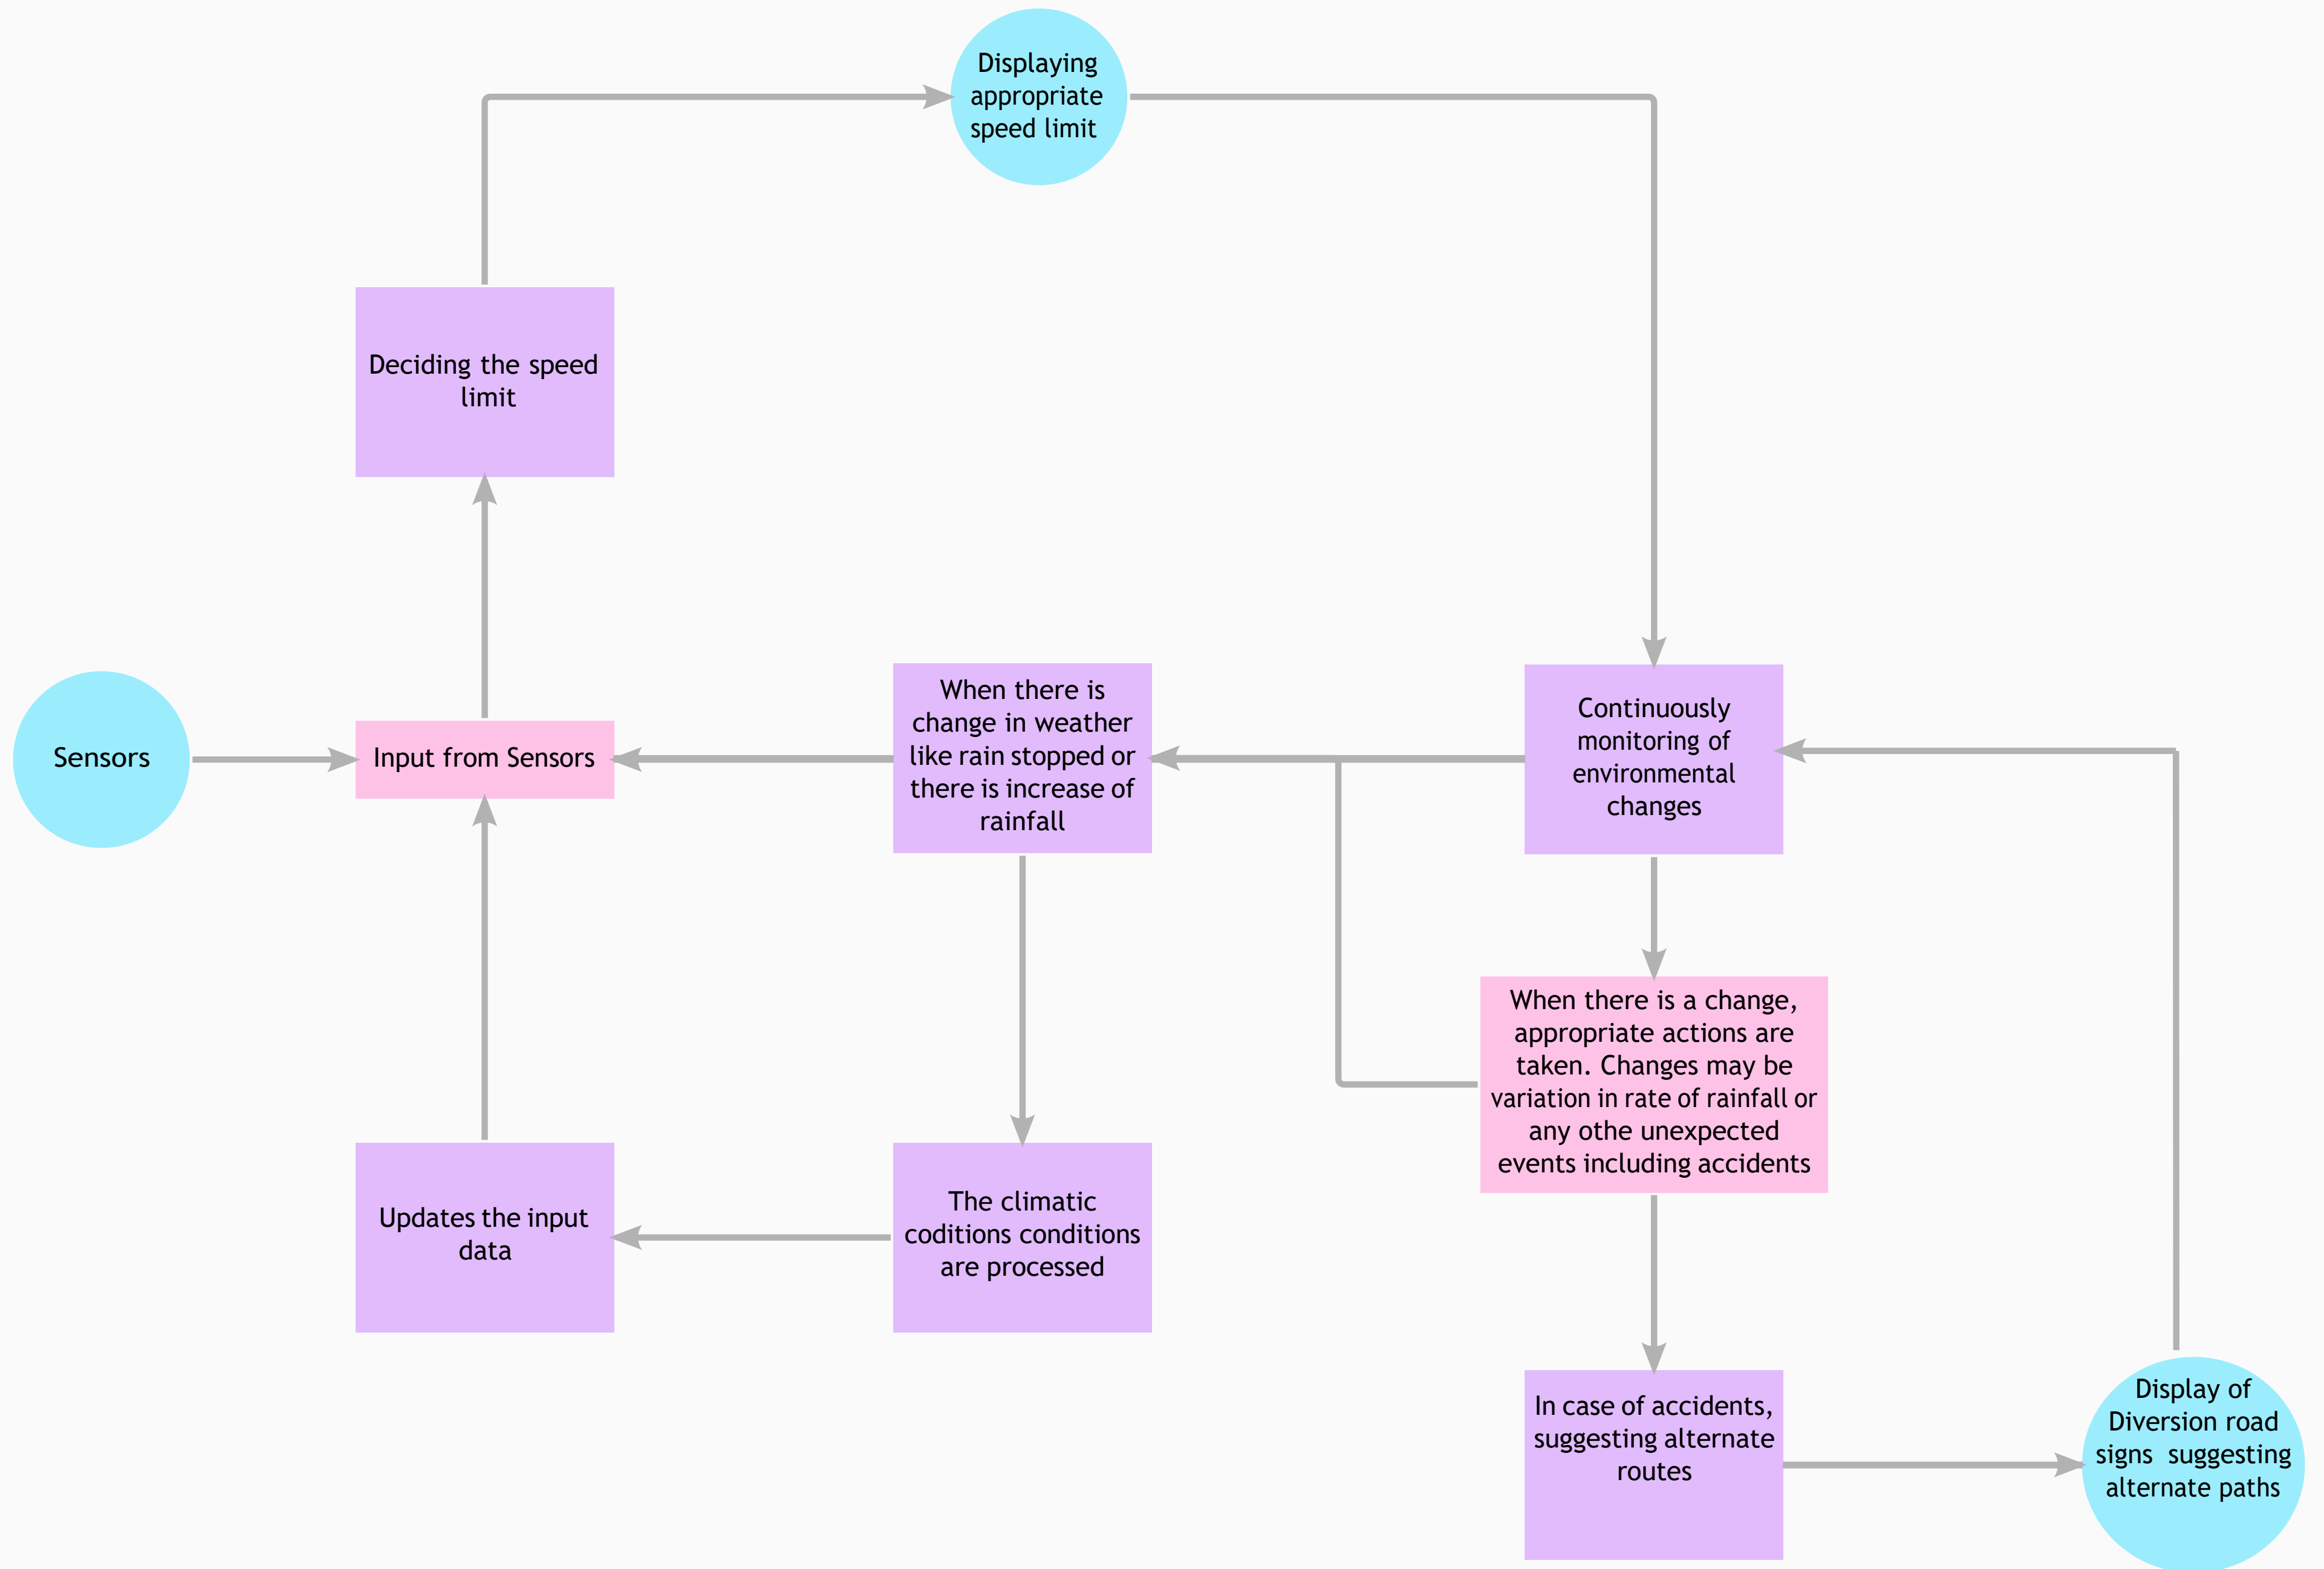 Displaying
appropriate
speed limit
Deciding the speed
limit
Sensors
Input from Sensors
When there is
change in weather
like rain stopped or
there is increase of
rainfall
Continuously
monitoring of
environmental
changes
When there is a change,
appropriate actions are
taken. Changes may be
variation in rate of rainfall or
any othe unexpected
events including accidents
Updates the input
data
The climatic
coditions conditions
are processed
In case of accidents,
suggesting alternate
routes
Display of
Diversion road
signs  suggesting
alternate paths